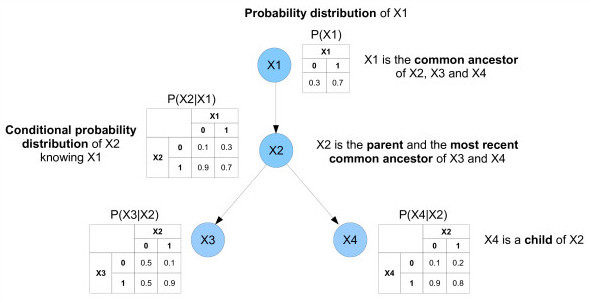 Probability distribution of X1
P(X1)
X1
0 1
0.3 0.7
X1
X1 is the common ancestor
of X2, X3 and X4
P(X2|X1)
X1
0 1
X2 0 0.1 0.3
1 0.9 0.7
Conditional probability
distribution of X2
knowing X1
X2
X2 is the parent and the most recent
common ancestor of X3 and X4
P(X3|X2)
X2
0 1
X3 0 0.5 0.1
1 0.5 0.9
X3
X4
P(X4|X2)
X2
0 1
X4 0 0.1 0.2
1 0.9 0.8
X4 is a child of X2